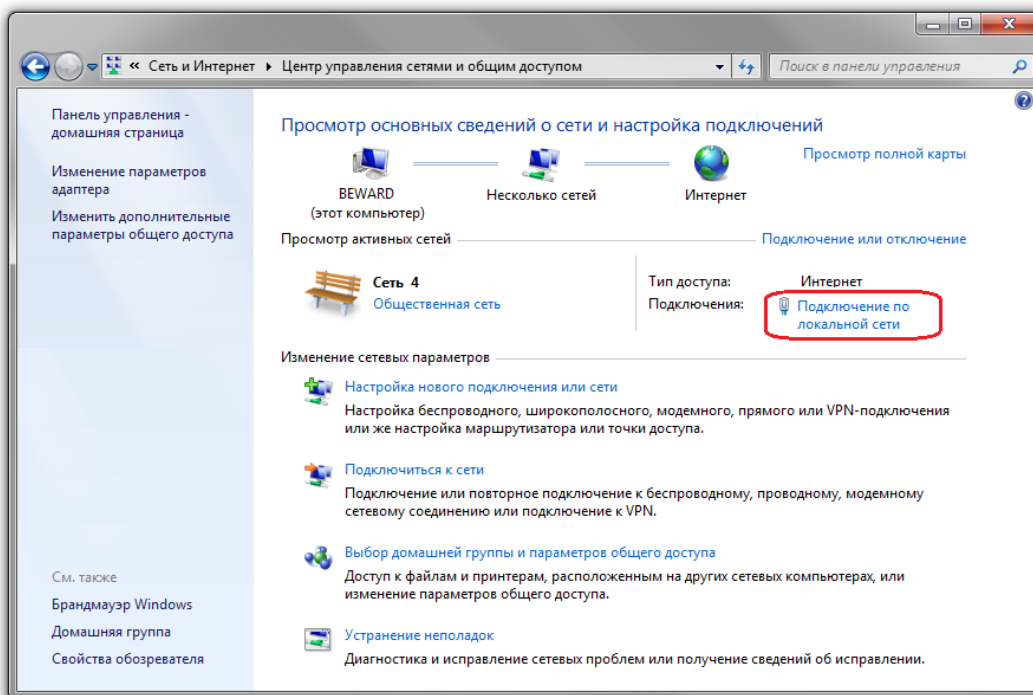 « Сеть и Интернет ▸ Центр управления сетями и общим доступом
Поиск в панели управления
Панель управления -
домашняя страница
Изменение параметров
адаптера
Изменить дополнительные
параметры общего доступа
См. также
Брандмауэр Windows
Домашняя группа
Свойства обозревателя
Просмотр основных сведений о сети и настройка подключений
Просмотр полной карты
BEWARD
(этот компьютер)
Несколько сетей
Интернет
Просмотр активных сетей
Подключение или отключение
Сеть 4
Общественная сеть
Тип доступа: Интернет
Подключения: Подключение по
локальной сети
Изменение сетевых параметров
Настройка нового подключения или сети
Настройка беспроводного, широкополосного, модемного, прямого или VPN-подключения
или же настройка маршрутизатора или точки доступа.
Подключиться к сети
Подключение или повторное подключение к беспроводному, проводному, модемному
сетевому соединению или подключение к VPN.
Выбор домашней группы и параметров общего доступа
Доступ к файлам и принтерам, расположенным на других сетевых компьютерах, или
изменение параметров общего доступа.
Устранение неполадок
Диагностика и исправление сетевых проблем или получение сведений об исправлении.